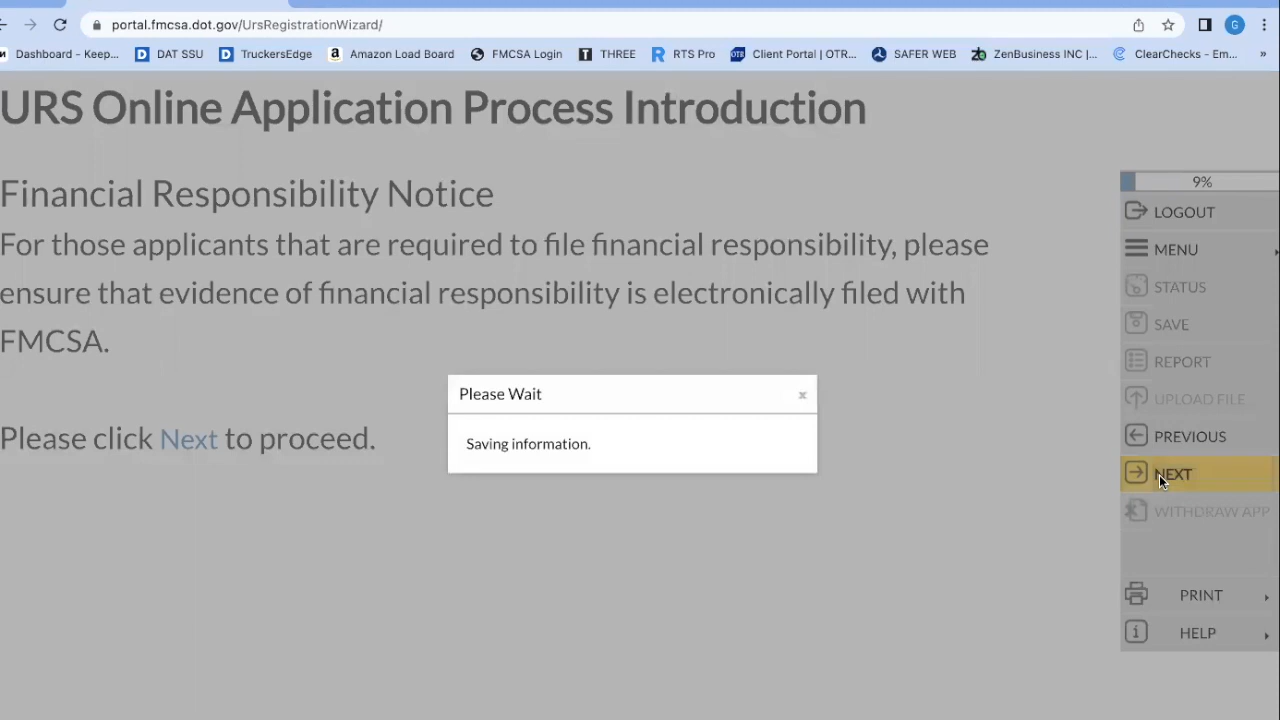 portal.fmcsa.dot.gov/UrsRegistrationWizard/
G
Dashboard - Keep...
D DAT SSU
D TruckersEdge
a Amazon Load Board
FMCSA Login
T THREE
R RTS Pro
OTR Client Portal | OTR...
SAFER WEB
ZenBusiness INC |...
ClearChecks - Em...
»
URS Online Application Process Introduction
Financial Responsibility Notice
For those applicants that are required to file financial responsibility, please
ensure that evidence of financial responsibility is electronically filed with
FMCSA.
Please click Next to proceed.
Please Wait
x
Saving information.
9%
LOGOUT
MENU
STATUS
SAVE
REPORT
UPLOAD FILE
PREVIOUS
NEXT
WITHDRAW APP
PRINT
HELP